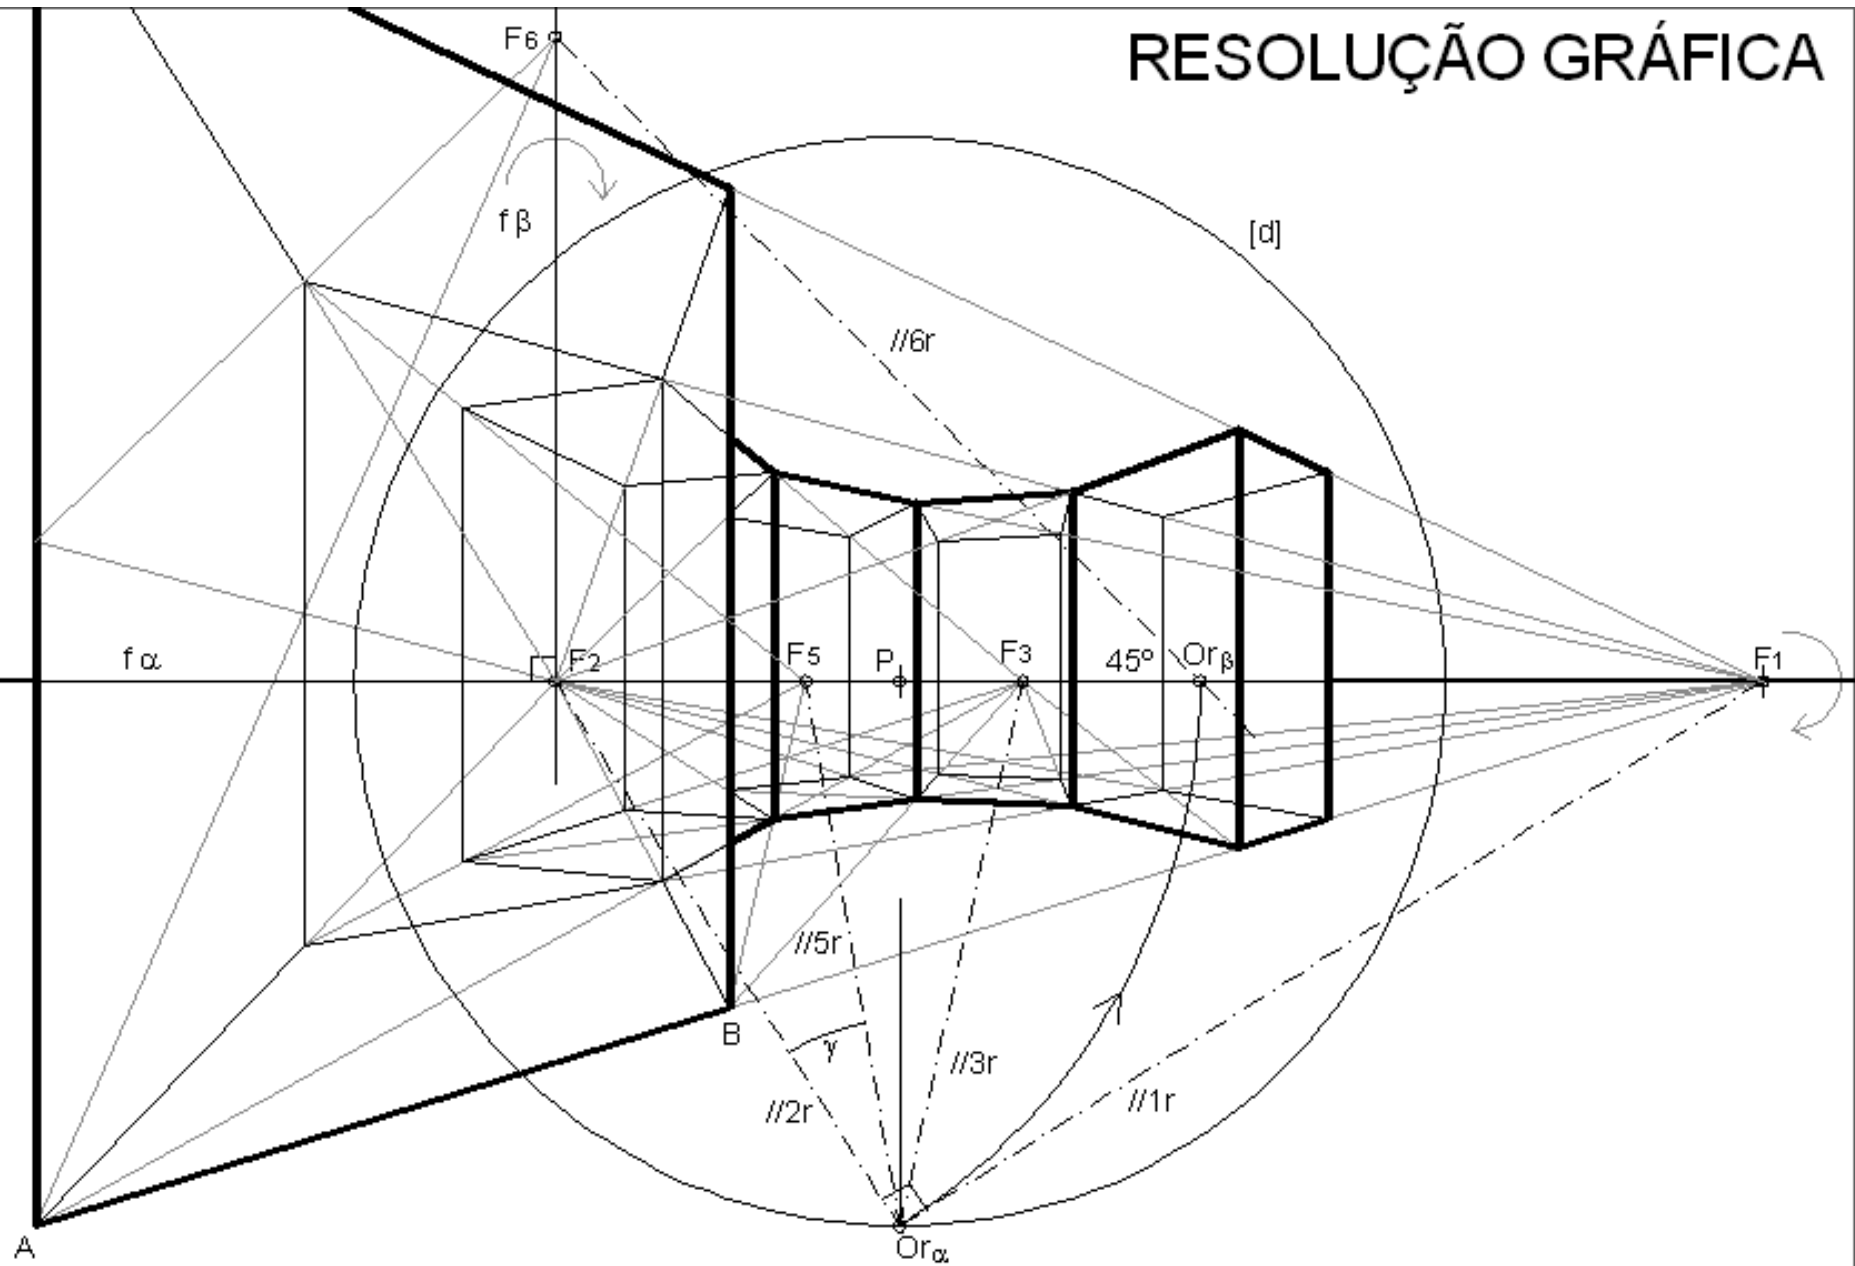 RESOLUÇÃO GRÁFICA
F6
fβ
[d]
//6r
fα
F2
F5
P
F3
45º
Orβ
F1
//5r
B
γ
//3r
//2r
//1r
A
Orα